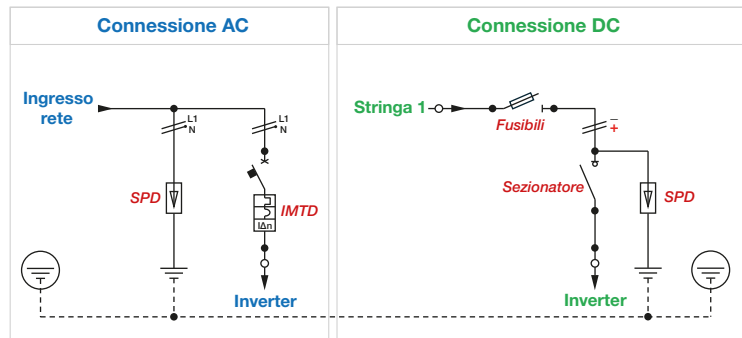 Connessione AC
Connessione DC
Ingresso
rete
L1
N
L1
N
SPD
IMTD
IΔn
Inverter
Stringa 1
Fusibili
–
+
Sezionatore
SPD
Inverter